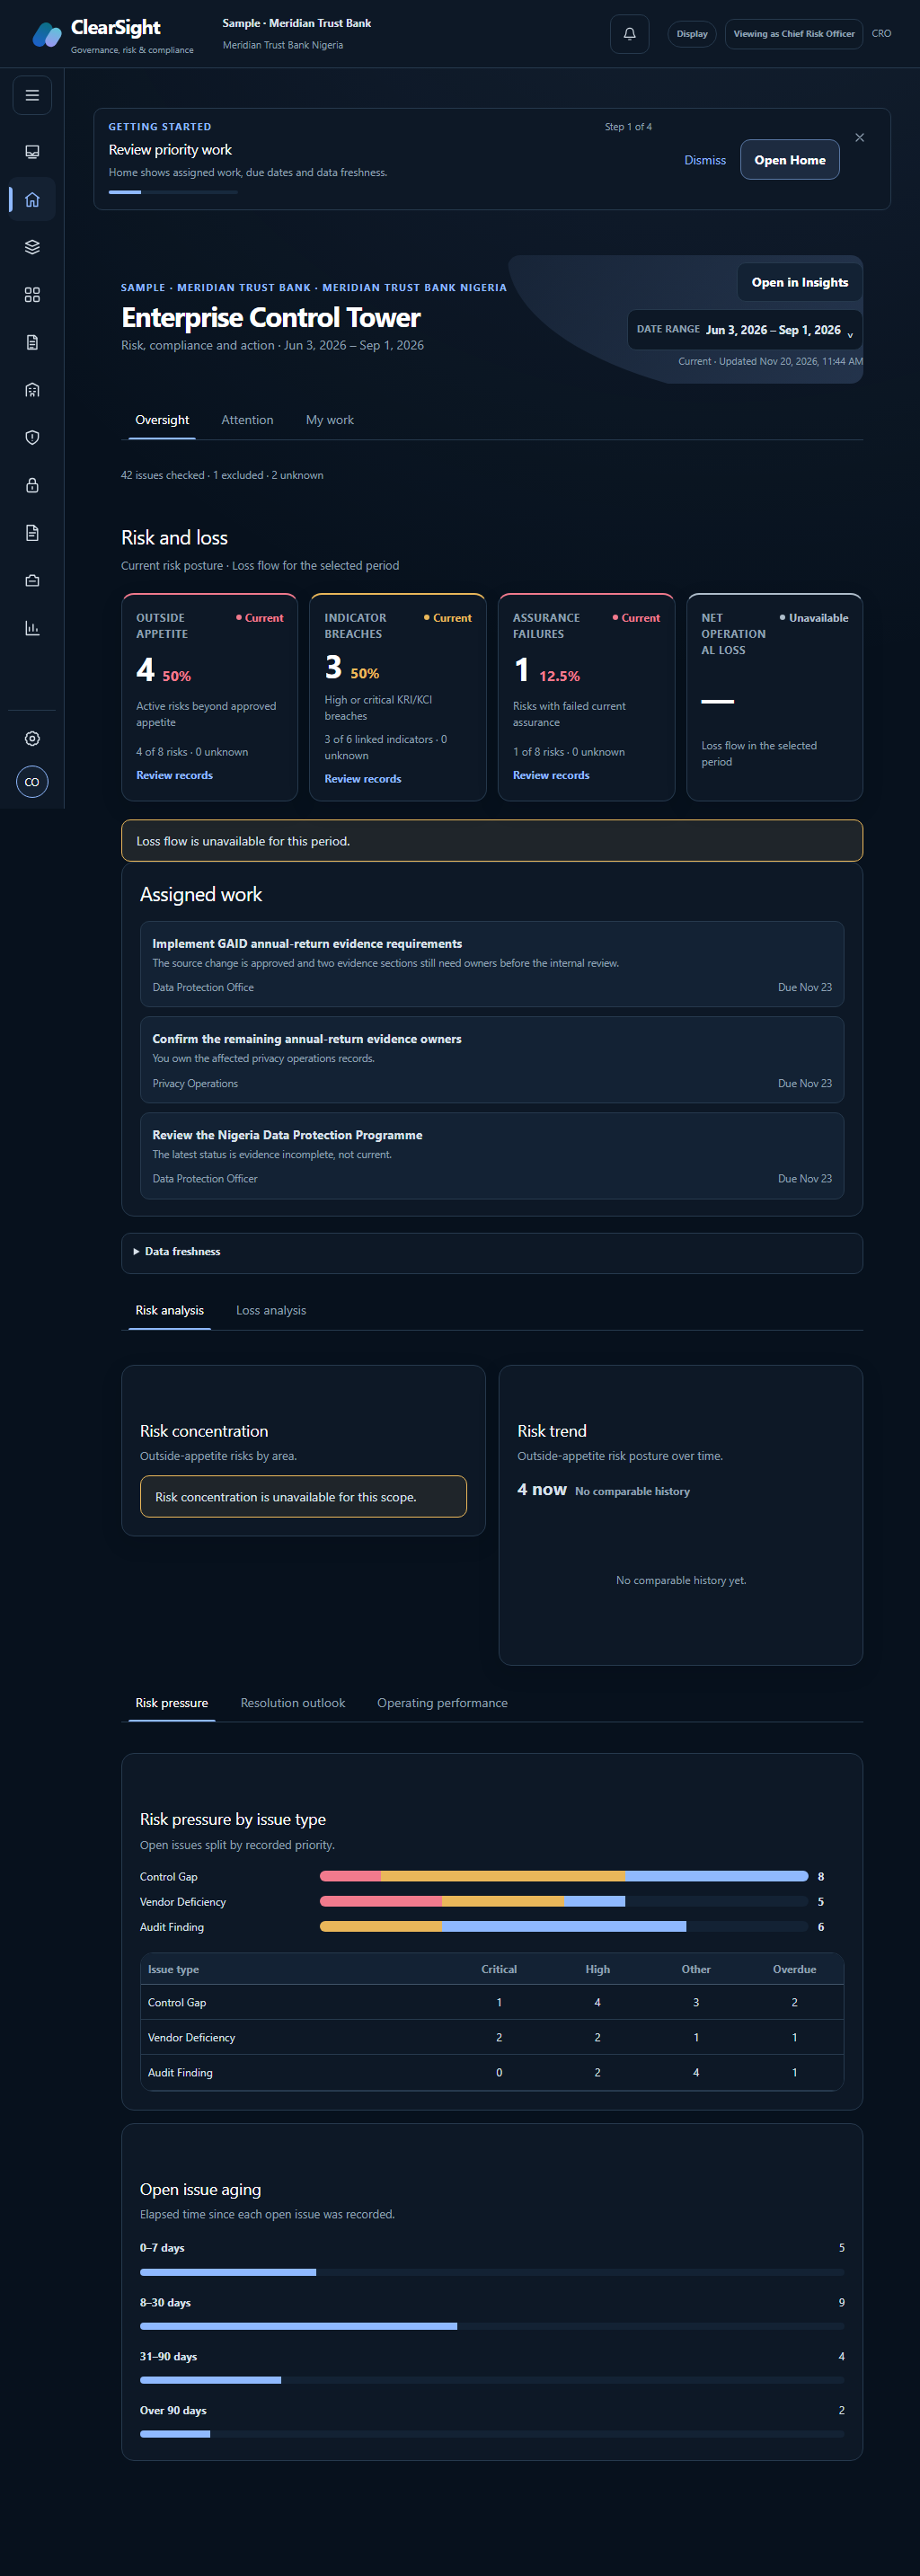 ClearSight
Governance, risk & compliance
Sample · Meridian Trust Bank
Meridian Trust Bank Nigeria
Display
Viewing as Chief Risk Officer
CRO
GETTING STARTED
Step 1 of 4
Review priority work
Home shows assigned work, due dates and data freshness.
Dismiss
Open Home
SAMPLE · MERIDIAN TRUST BANK · MERIDIAN TRUST BANK NIGERIA
Enterprise Control Tower
Risk, compliance and action · Jun 3, 2026 – Sep 1, 2026
Open in Insights
DATE RANGE Jun 3, 2026 – Sep 1, 2026
Current · Updated Nov 20, 2026, 11:44 AM
Oversight
Attention
My work
42 issues checked · 1 excluded · 2 unknown
Risk and loss
Current risk posture · Loss flow for the selected period
OUTSIDE
APPETITE
Current
4 50%
Active risks beyond approved
appetite
4 of 8 risks · 0 unknown
Review records
INDICATOR
BREACHES
Current
3 50%
High or critical KRI/KCI
breaches
3 of 6 linked indicators · 0
unknown
Review records
ASSURANCE
FAILURES
Current
1 12.5%
Risks with failed current
assurance
1 of 8 risks · 0 unknown
Review records
NET
OPERATION
AL LOSS
Unavailable
—
Loss flow in the selected
period
Loss flow is unavailable for this period.
Assigned work
Implement GAID annual-return evidence requirements
The source change is approved and two evidence sections still need owners before the internal review.
Data Protection Office
Due Nov 23
Confirm the remaining annual-return evidence owners
You own the affected privacy operations records.
Privacy Operations
Due Nov 23
Review the Nigeria Data Protection Programme
The latest status is evidence incomplete, not current.
Data Protection Officer
Due Nov 23
CO
Data freshness
Risk analysis
Loss analysis
Risk concentration
Outside-appetite risks by area.
Risk concentration is unavailable for this scope.
Risk trend
Outside-appetite risk posture over time.
4 now No comparable history
No comparable history yet.
Risk pressure
Resolution outlook
Operating performance
Risk pressure by issue type
Open issues split by recorded priority.
Control Gap 8
Vendor Deficiency 5
Audit Finding 6
Issue type Critical High Other Overdue
Control Gap 1 4 3 2
Vendor Deficiency 2 2 1 1
Audit Finding 0 2 4 1
Open issue aging
Elapsed time since each open issue was recorded.
0–7 days 5
8–30 days 9
31–90 days 4
Over 90 days 2